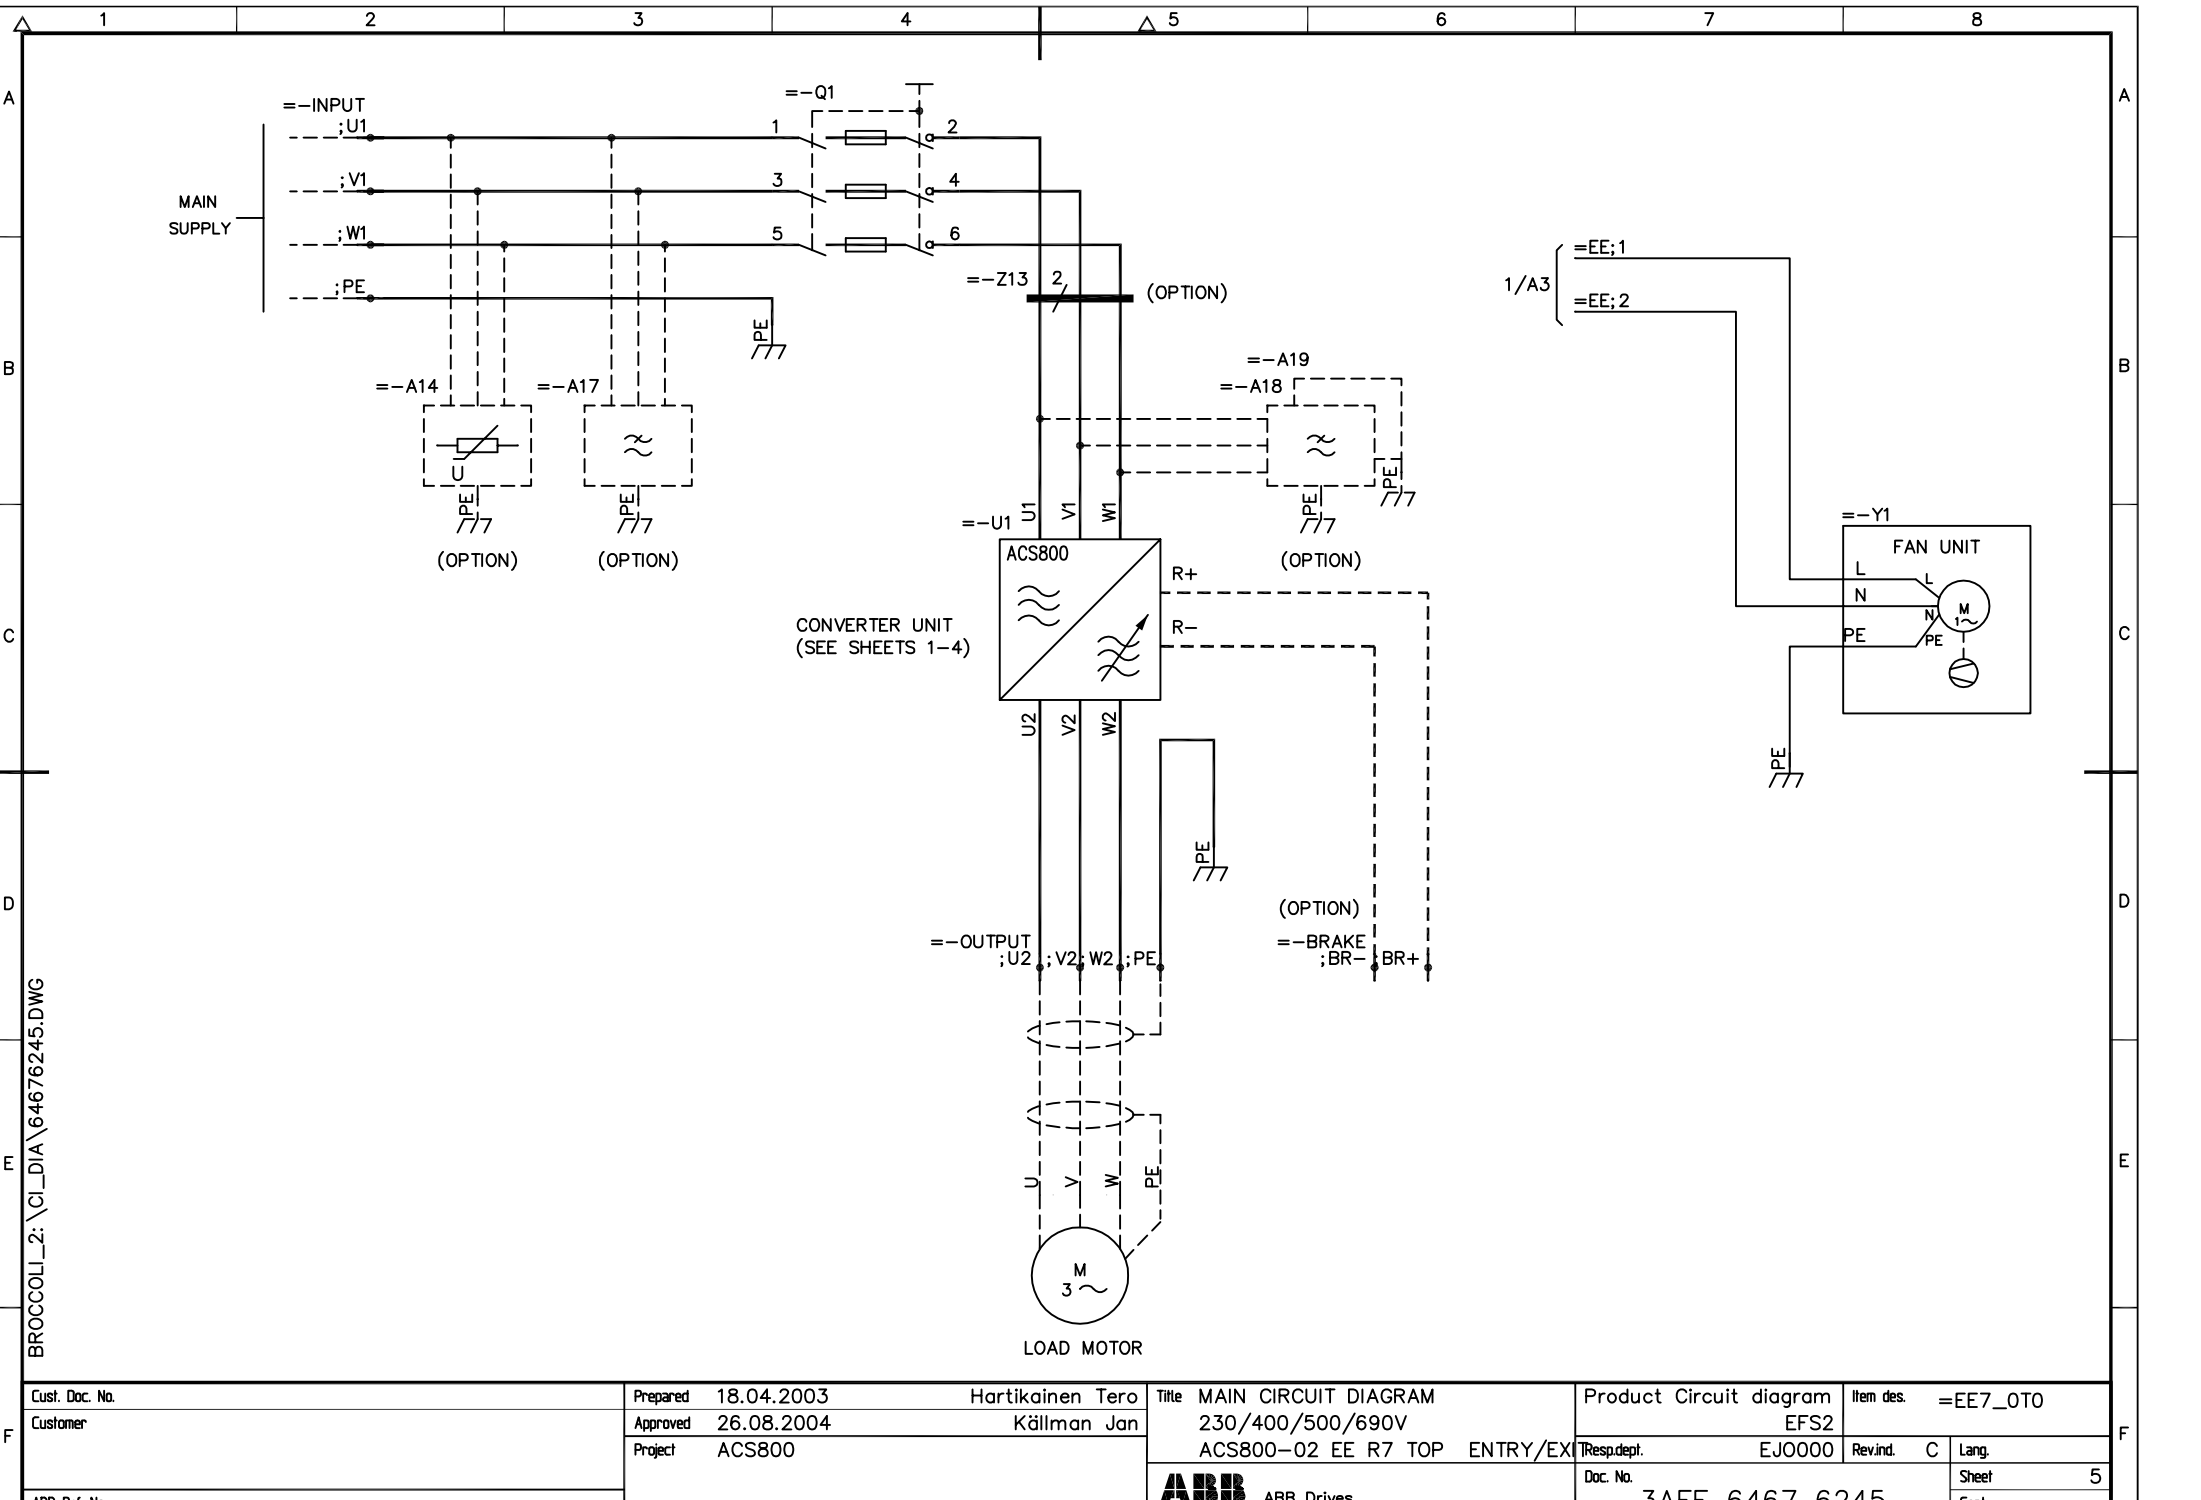 1 2 3 4 5 6 7 8
A A
=-Q1
=-INPUT
;U1 1 2
;V1 3 4
MAIN
SUPPLY
;W1 5 6
=EE;1
=-Z13 2 (OPTION)
1/A3
;PE
=EE;2
PE
B B
=-A19
=-A14 =-A17 =-A18
U
PE PE PE PE
=-U1 U1 V1 W1
=-Y1
(OPTION) (OPTION) ACS800 (OPTION)
FAN UNIT
R+
L L
N N
M
1~
CONVERTER UNIT
(SEE SHEETS 1-4)
R-
PE PE
C C
U2 V2 W2
PE
PE
D D
(OPTION)
=-OUTPUT =-BRAKE
;U2 ;V2 ;W2 ;PE ;BR- ;BR+
E E
U V W PE
M
3~
LOAD MOTOR
BROCCOLI_2:\CI_DIA\64676245.DWG
F F
Cust. Doc. No.
Customer
Prepared 18.04.2003 Hartikainen Tero
Approved 26.08.2004 Källman Jan
Project ACS800
Title MAIN CIRCUIT DIAGRAM
230/400/500/690V
ACS800-02 EE R7 TOP ENTRY/EXIT
Product Circuit diagram
EFS2
Item des. =EE7_0T0
Resp.dept. EJ0000
Rev.ind. C
Lang.
ABB
ABB Drives
Doc. No.
3AFE 6467 6245
Sheet 5